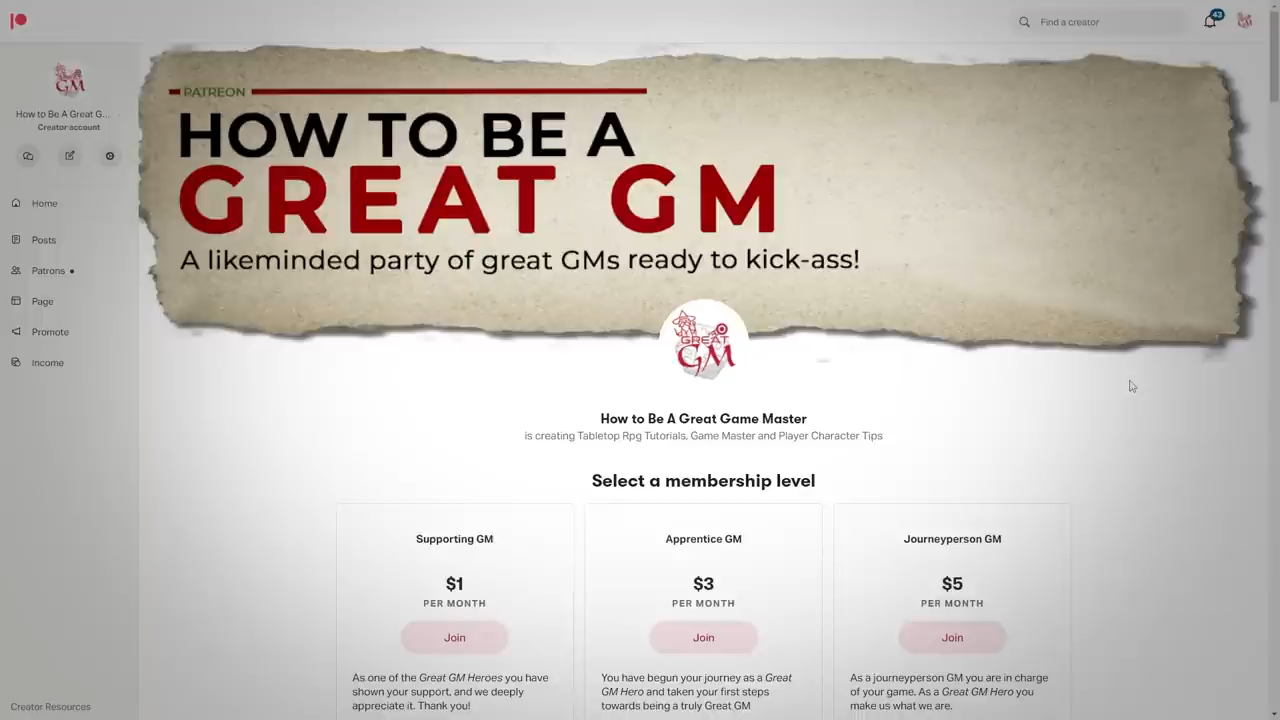 Find a creator
43
PATREON
HOW TO BE A
GREAT GM
A likeminded party of great GMs ready to kick-ass!
GM
How to Be A Great G...
Creator account
Home
Posts
Patrons
Page
Promote
Income
Creator Resources
GREAT
GM
How to Be A Great Game Master
is creating Tabletop Rpg Tutorials, Game Master and Player Character Tips
Select a membership level
Supporting GM
$1
PER MONTH
Join
As one of the Great GM Heroes you have
shown your support, and we deeply
appreciate it. Thank you!
Apprentice GM
$3
PER MONTH
Join
You have begun your journey as a Great
GM Hero and taken your first steps
towards being a truly Great GM
Journeyperson GM
$5
PER MONTH
Join
As a journeyperson GM you are in charge
of your game. As a Great GM Hero you
make us what we are.